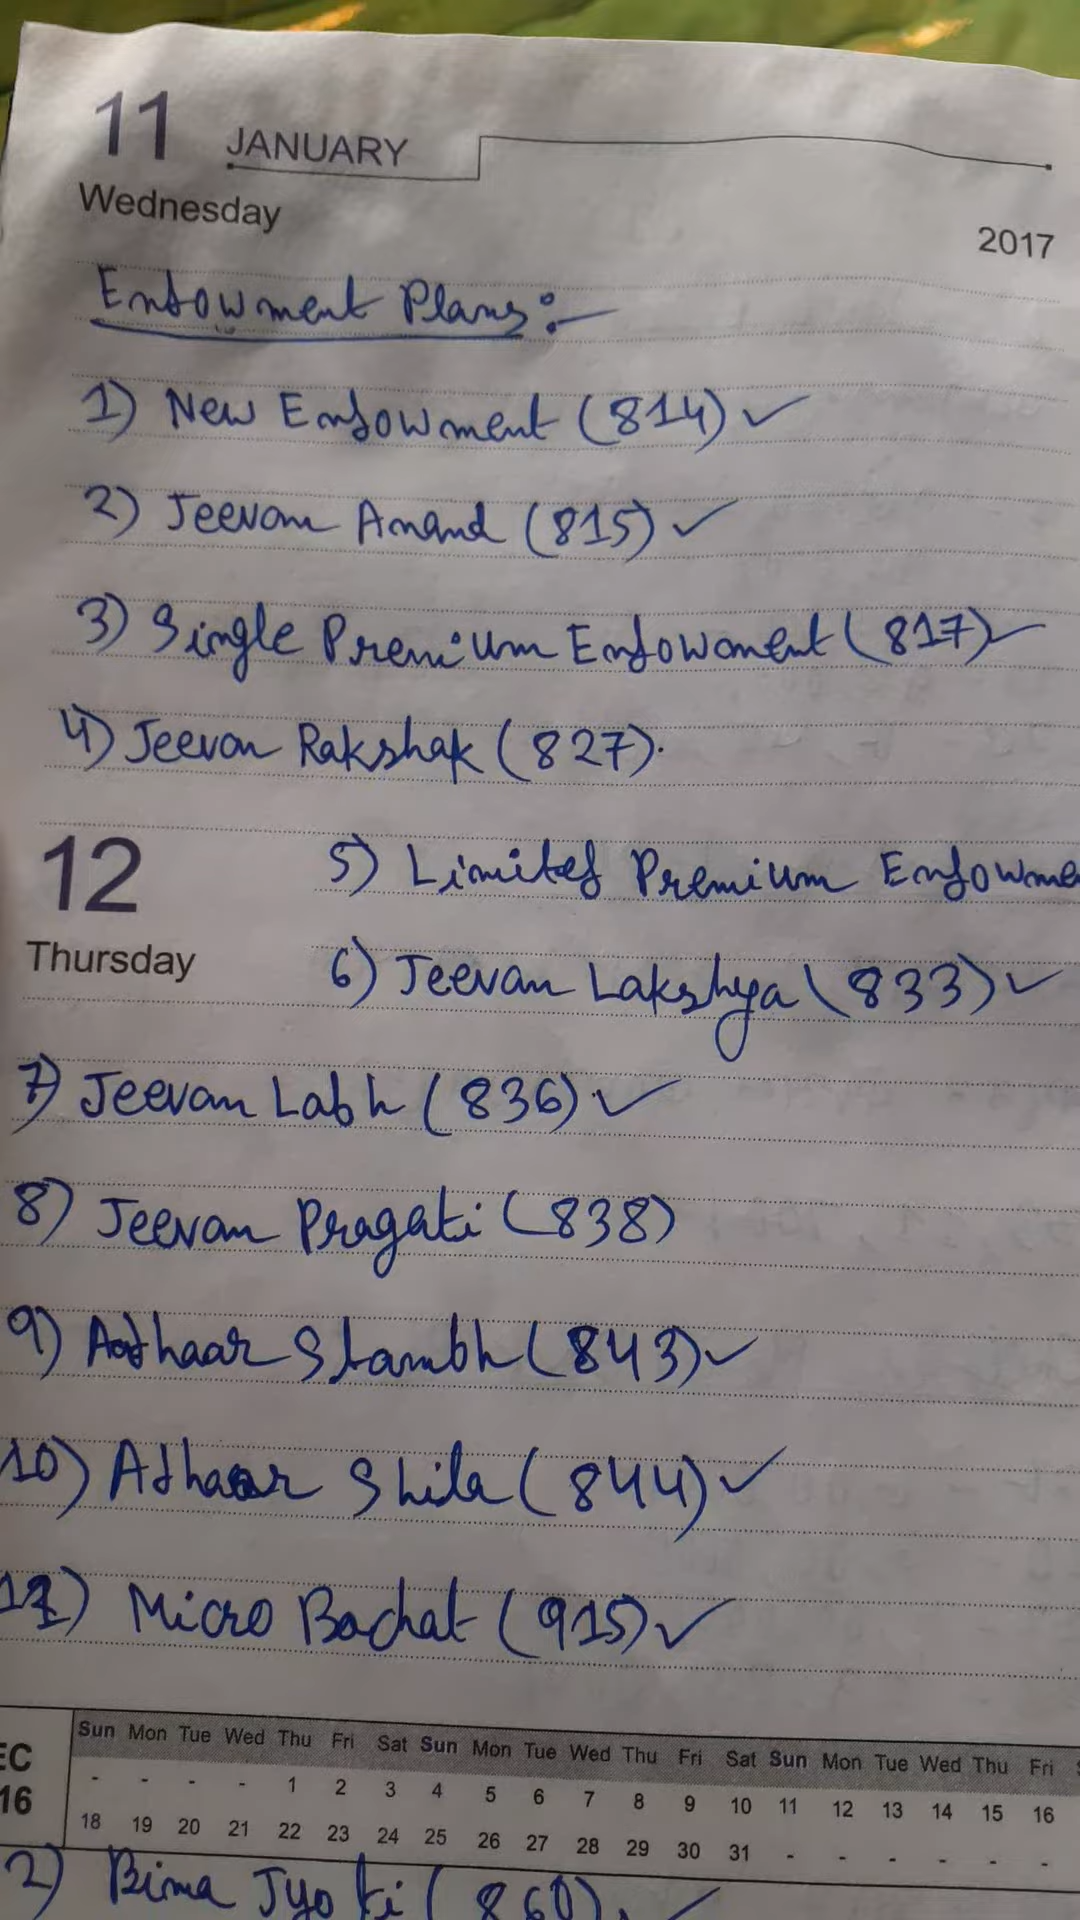 11 JANUARY
Wednesday
2017
Endowment Plans :-
1) New Endowment (814) ✓
2) Jeevan Anand (815) ✓
3) Single Premium Endowment (817) ✓
4) Jeevan Rakshak (827).
12
Thursday
5) Limited Premium Endowme
6) Jeevan Lakshya (833) ✓
7) Jeevan Labh (836) ✓
8) Jeevan Pragati (838)
9) Aadhaar Stambh (843) ✓
10) Adhaar Shila (844) ✓
11) Micro Bachat (915) ✓
EC
16
Sun Mon Tue Wed Thu Fri Sat Sun Mon Tue Wed Thu Fri Sat Sun Mon Tue Wed Thu Fri
- - - - 1 2 3 4 5 6 7 8 9 10 11 12 13 14 15 16
18 19 20 21 22 23 24 25 26 27 28 29 30 31 - - - - - -
2) Bima Jyoti (860). ✓